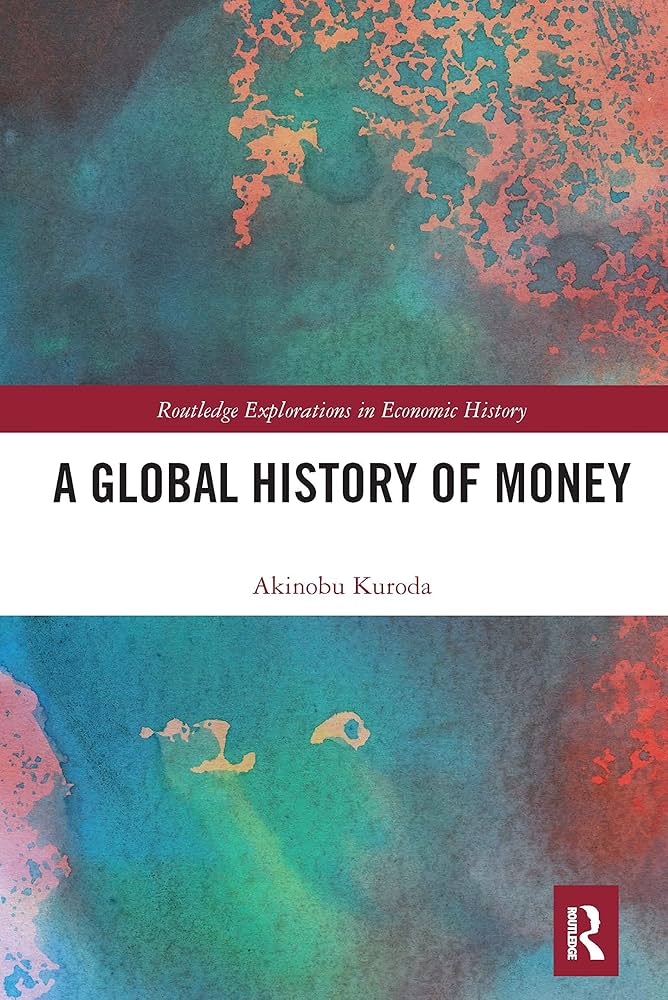 Routledge Explorations in Economic History
A GLOBAL HISTORY OF MONEY
Akinobu Kuroda
ROUTLEDGE